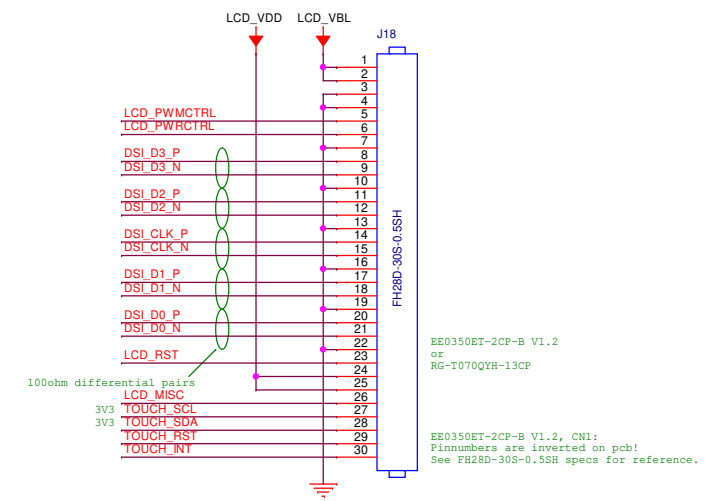 LCD_VDD LCD_VBL
J18
1
2
3
4
LCD_PWMCTRL 5
LCD_PWRCTRL 6
7
DSI_D3_P 8
DSI_D3_N 9
10
DSI_D2_P 11
DSI_D2_N 12
13
DSI_CLK_P 14
DSI_CLK_N 15
16
DSI_D1_P 17
DSI_D1_N 18
19
DSI_D0_P 20
DSI_D0_N 21
22
LCD_RST 23
24
25
LCD_MISC 26
3V3 TOUCH_SCL 27
3V3 TOUCH_SDA 28
TOUCH_RST 29
TOUCH_INT 30
FH28D-30S-0.5SH
100ohm differential pairs
EE0350ET-2CP-B V1.2
or
RG-T070QYH-13CP
EE0350ET-2CP-B V1.2, CN1:
Pinnumbers are inverted on pcb!
See FH28D-30S-0.5SH specs for reference.